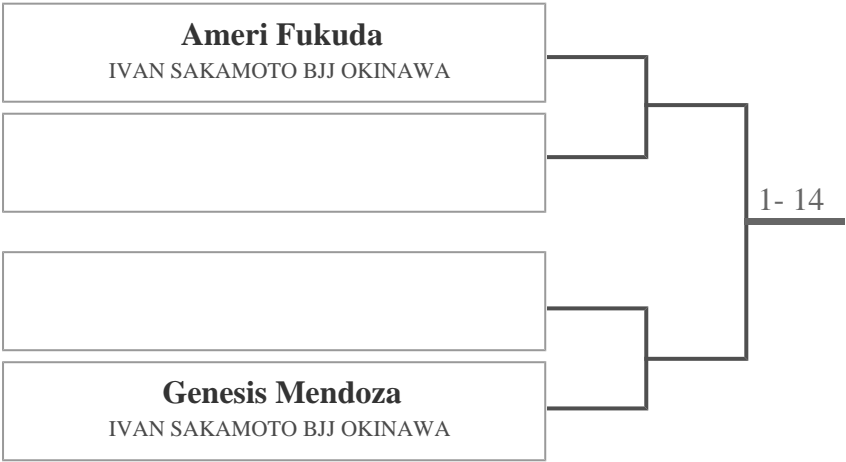 Ameri Fukuda
IVAN SAKAMOTO BJJ OKINAWA
1- 14
Genesis Mendoza
IVAN SAKAMOTO BJJ OKINAWA